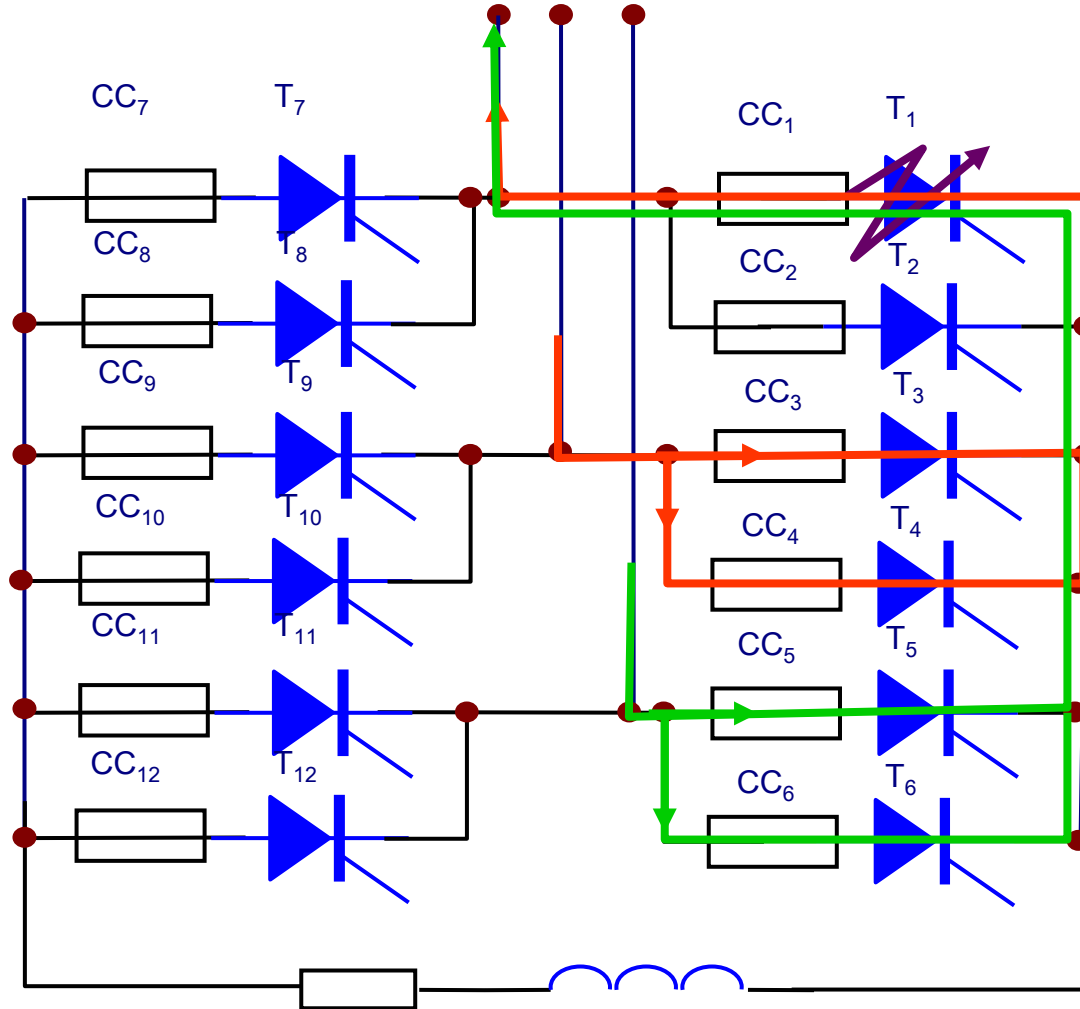 CC₇ T₇ CC₁ T₁
CC₈ T₈ CC₂ T₂
CC₉ T₉ CC₃ T₃
CC₁₀ T₁₀ CC₄ T₄
CC₁₁ T₁₁ CC₅ T₅
CC₁₂ T₁₂ CC₆ T₆